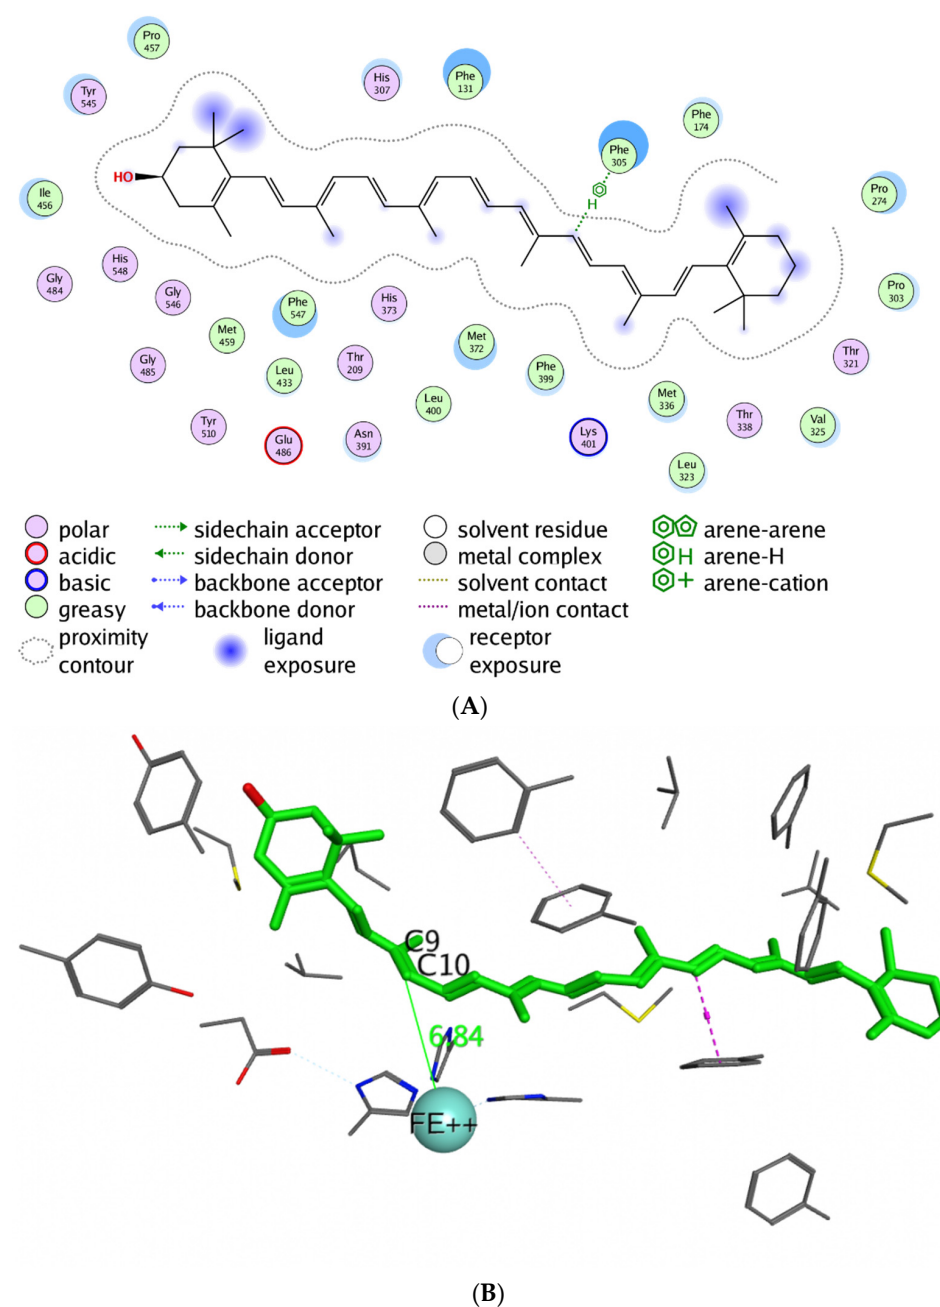 Pro
457
Tyr
545
His
307
Phe
131
Phe
174
Phe
305
HO
H
Ile
456
Pro
274
His
548
Gly
484
Gly
546
Phe
547
His
373
Pro
303
Met
459
Met
372
Gly
485
Leu
433
Thr
209
Phe
399
Thr
321
Leu
400
Met
336
Tyr
510
Glu
486
Asn
391
Lys
401
Thr
338
Val
325
Leu
323
polar
sidechain acceptor
solvent residue
arene-arene
acidic
sidechain donor
metal complex
H arene-H
basic
backbone acceptor
solvent contact
+ arene-cation
greasy
backbone donor
metal/ion contact
proximity
contour
ligand
exposure
receptor
exposure
(A)
C9
C10
6.84
FE++
(B)